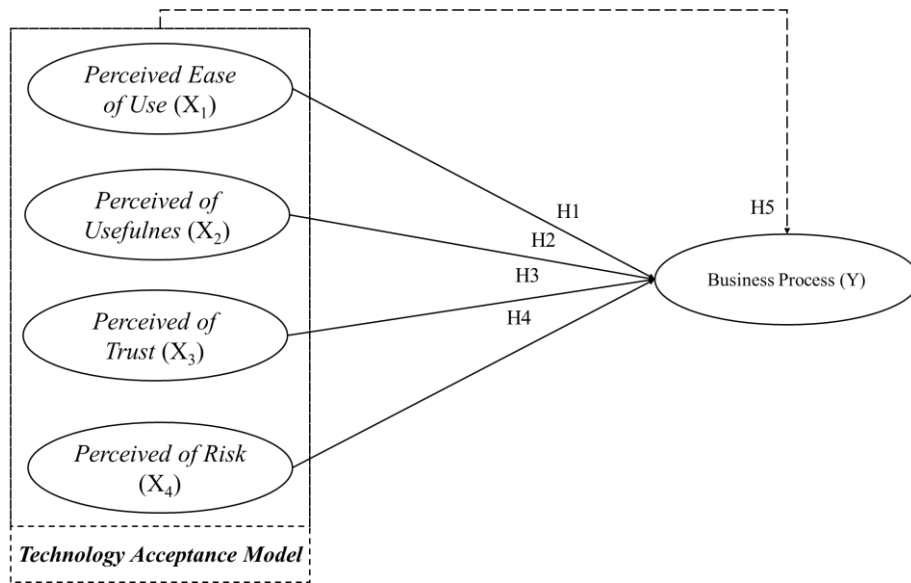 Perceived Ease
of Use (X₁)
Perceived of
Usefulnes (X₂)
Perceived of
Trust (X₃)
Perceived of Risk
(X₄)
Technology Acceptance Model
H1
H2
H3
H4
H5
Business Process (Y)